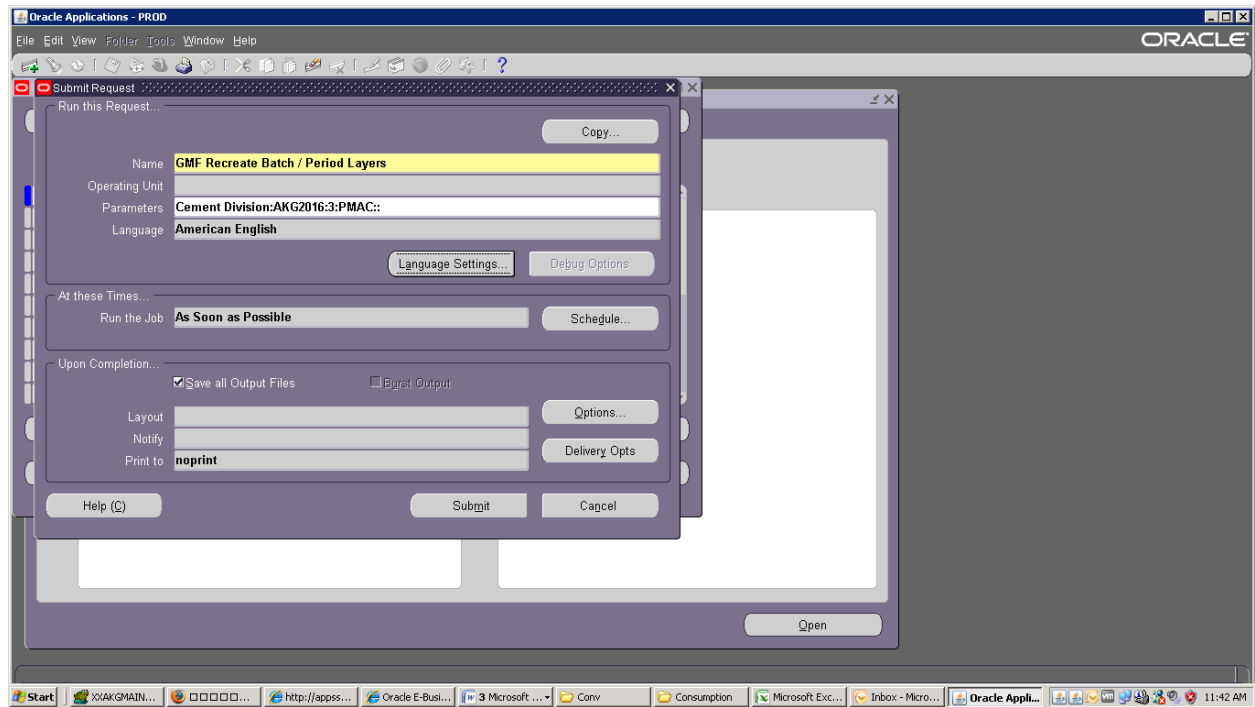 Oracle Applications - PROD
File Edit View Folder Tools Window Help
ORACLE
Submit Request
Run this Request...
Copy...
Name GMF Recreate Batch / Period Layers
Operating Unit
Parameters Cement Division:AKG2016:3:PMAC::
Language American English
Language Settings... Debug Options
At these Times...
Run the Job As Soon as Possible Schedule...
Upon Completion...
Save all Output Files Burst Output
Layout Options...
Notify
Print to noprint Delivery Opts
Help (C) Submit Cancel
Open
Start XXAKGMAIN... http://appss... Oracle E-Busi... 3 Microsoft ... Conv Consumption Microsoft Exc... Inbox - Micro... Oracle Appli... 11:42 AM